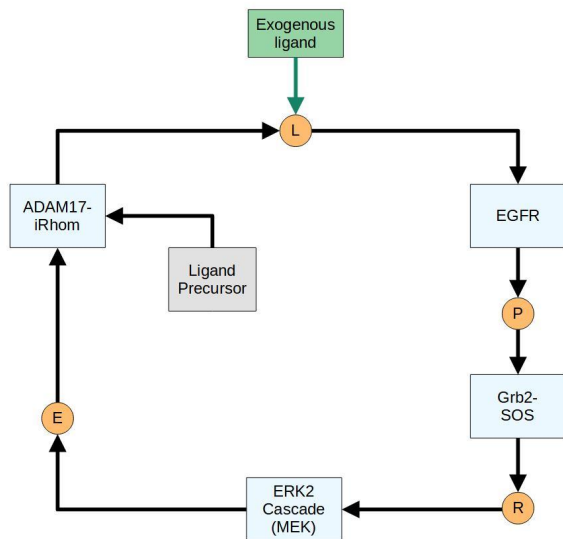 Exogenous
ligand
L
ADAM17-
iRhom
EGFR
Ligand
Precursor
P
Grb2-
SOS
E
ERK2
Cascade
(MEK)
R